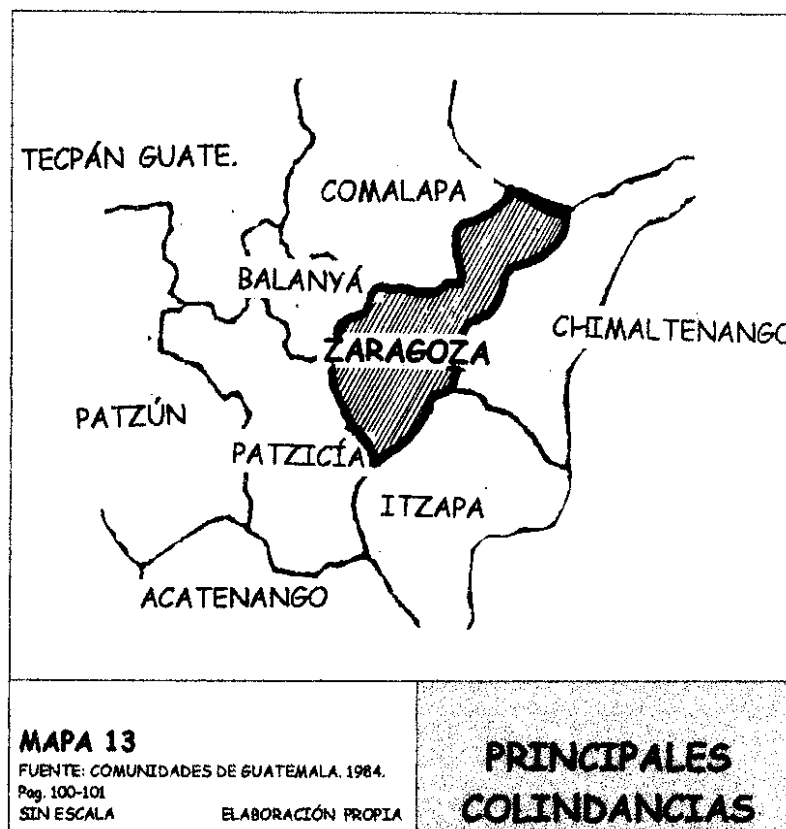 TECPÁN GUATE.
COMALAPA
BALANYÁ
CHIMALTENANGO
ZARAGOZA
PATZÚN
PATZICÍA
ITZAPA
ACATENANGO
MAPA 13
FUENTE: COMUNIDADES DE GUATEMALA. 1984.
Pag. 100-101
SIN ESCALA ELABORACIÓN PROPIA
PRINCIPALES
COLINDANCIAS